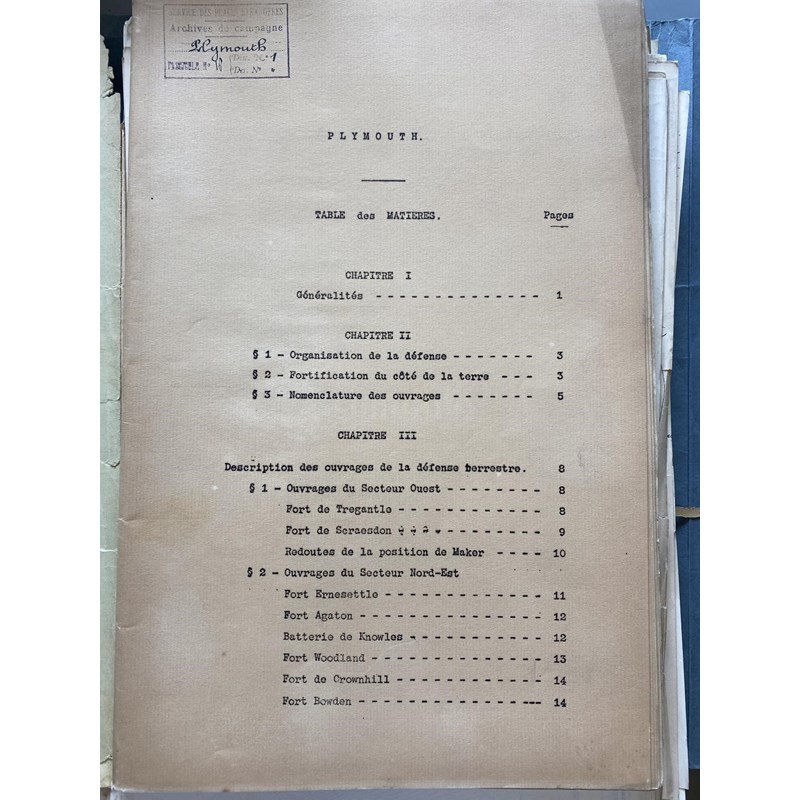 Archives de campagne
Plymouth
(Dos. N. 1
(Des. N°
PLYMOUTH.
TABLE des MATIERES. Pages
CHAPITRE I
Généralités - - - - - - - - - - - - - - 1
CHAPITRE II
§ 1 - Organisation de la défense - - - - - - - 3
§ 2 - Fortification du côté de la terre - - - 3
§ 3 - Nomenclature des ouvrages - - - - - - - 5
CHAPITRE III
Description des ouvrages de la défense terrestre. 8
§ 1 - Ouvrages du Secteur Ouest - - - - - - - - 8
Fort de Tregantle - - - - - - - - - - - - 8
Fort de Scraesdon - - - - - - - - - - - - 9
Redoutes de la position de Maker - - - - 10
§ 2 - Ouvrages du Secteur Nord-Est
Fort Ernesettle - - - - - - - - - - - - - - 11
Fort Agaton - - - - - - - - - - - - - - - - 12
Batterie de Knowles - - - - - - - - - - - - 12
Fort Woodland - - - - - - - - - - - - - - - 13
Fort de Crownhill - - - - - - - - - - - - - 14
Fort Bowden - - - - - - - - - - - - - - --- 14